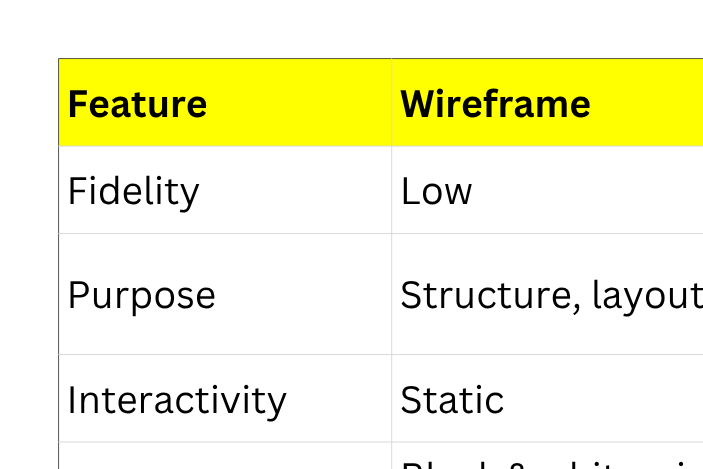 Feature Wireframe
Fidelity Low
Purpose Structure, layout
Interactivity Static